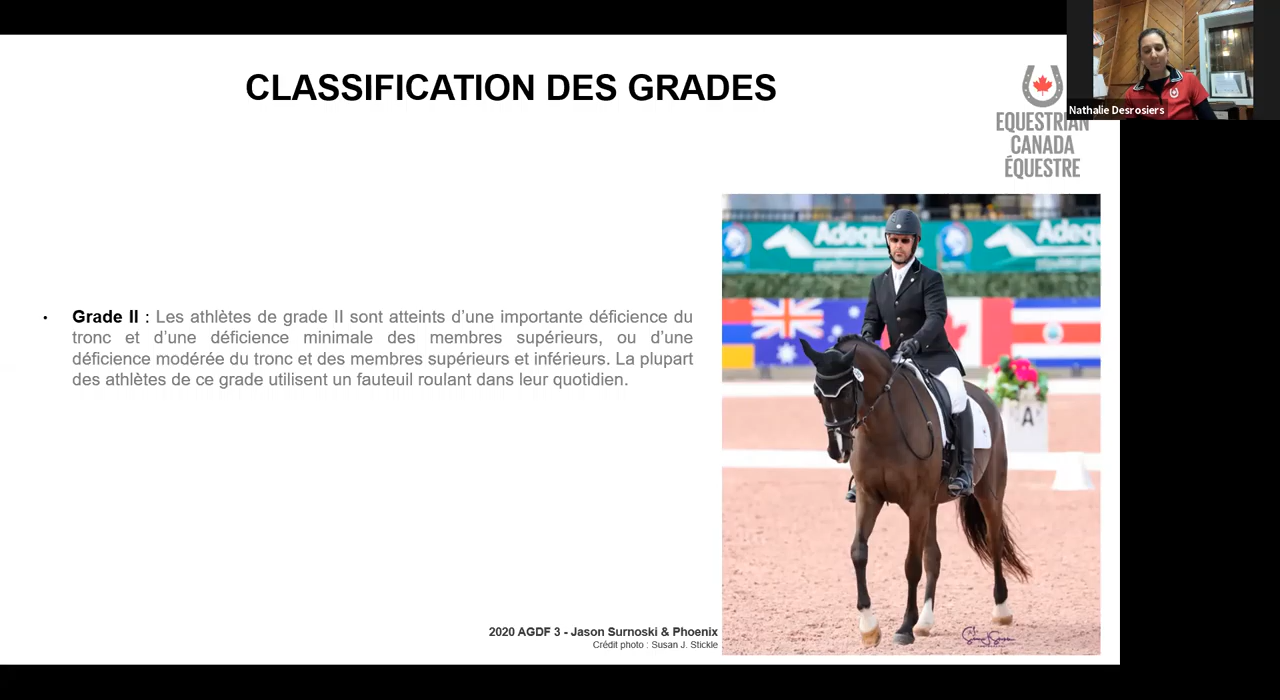 CLASSIFICATION DES GRADES
EQUESTRIAN
CANADA
ÉQUESTRE
Nathalie Desrosiers
• Grade II : Les athlètes de grade II sont atteints d’une importante déficience du
tronc et d’une déficience minimale des membres supérieurs, ou d’une
déficience modérée du tronc et des membres supérieurs et inférieurs. La plupart
des athlètes de ce grade utilisent un fauteuil roulant dans leur quotidien.
A
2020 AGDF 3 - Jason Surnoski & Phoenix
Crédit photo : Susan J. Stickle